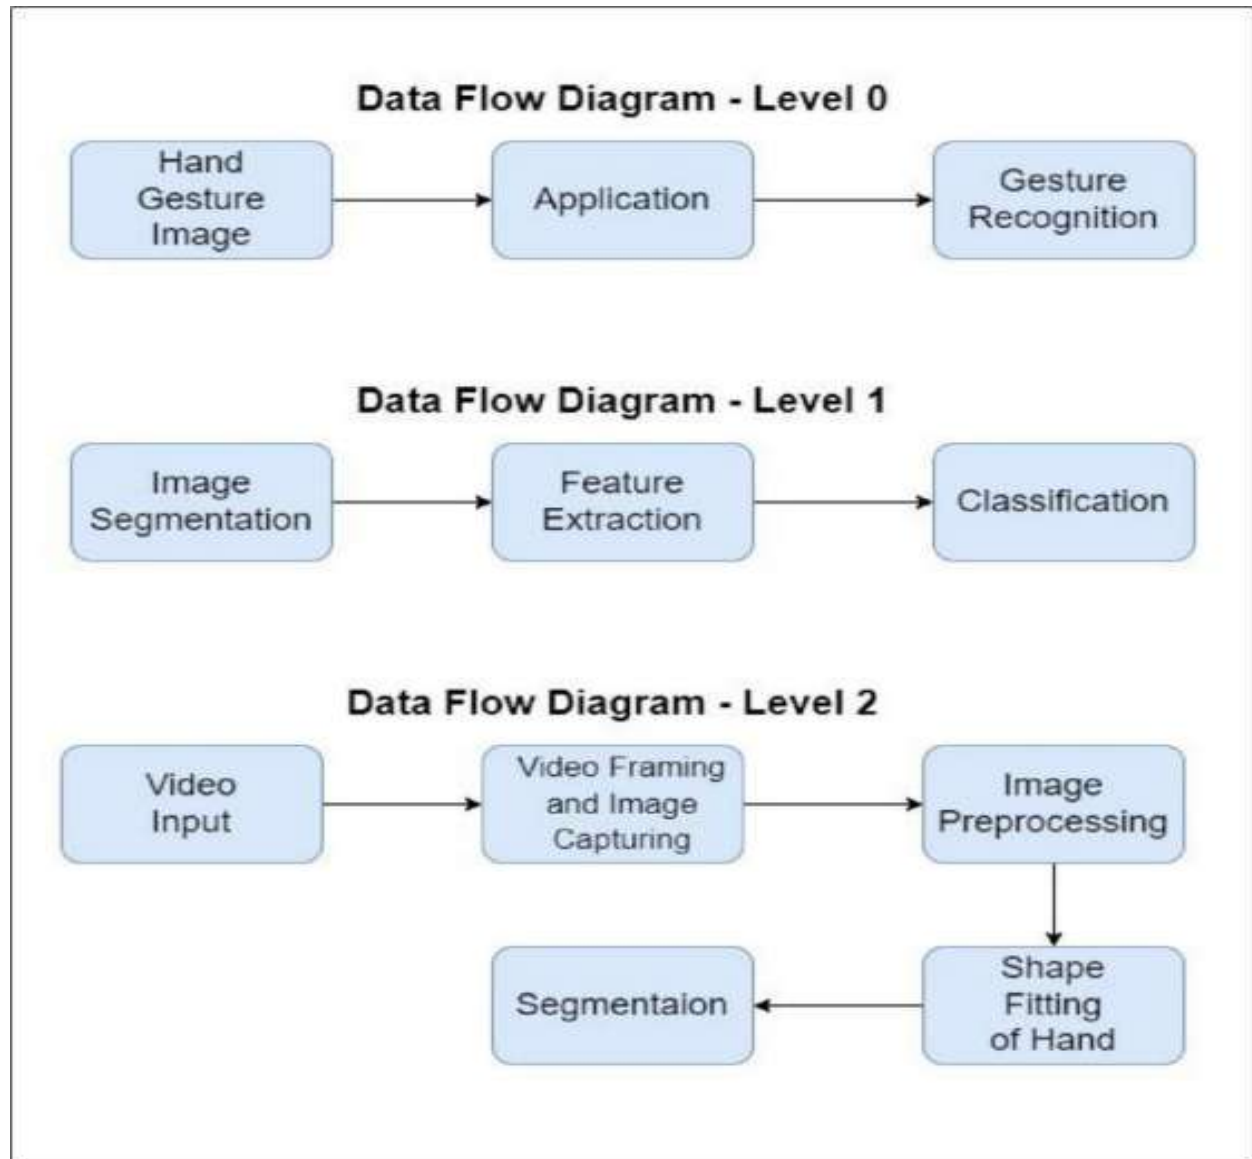 Data Flow Diagram - Level 0
Hand
Gesture
Image
Application
Gesture
Recognition
Data Flow Diagram - Level 1
Image
Segmentation
Feature
Extraction
Classification
Data Flow Diagram - Level 2
Video
Input
Video Framing
and Image
Capturing
Image
Preprocessing
Shape
Fitting
of Hand
Segmentaion